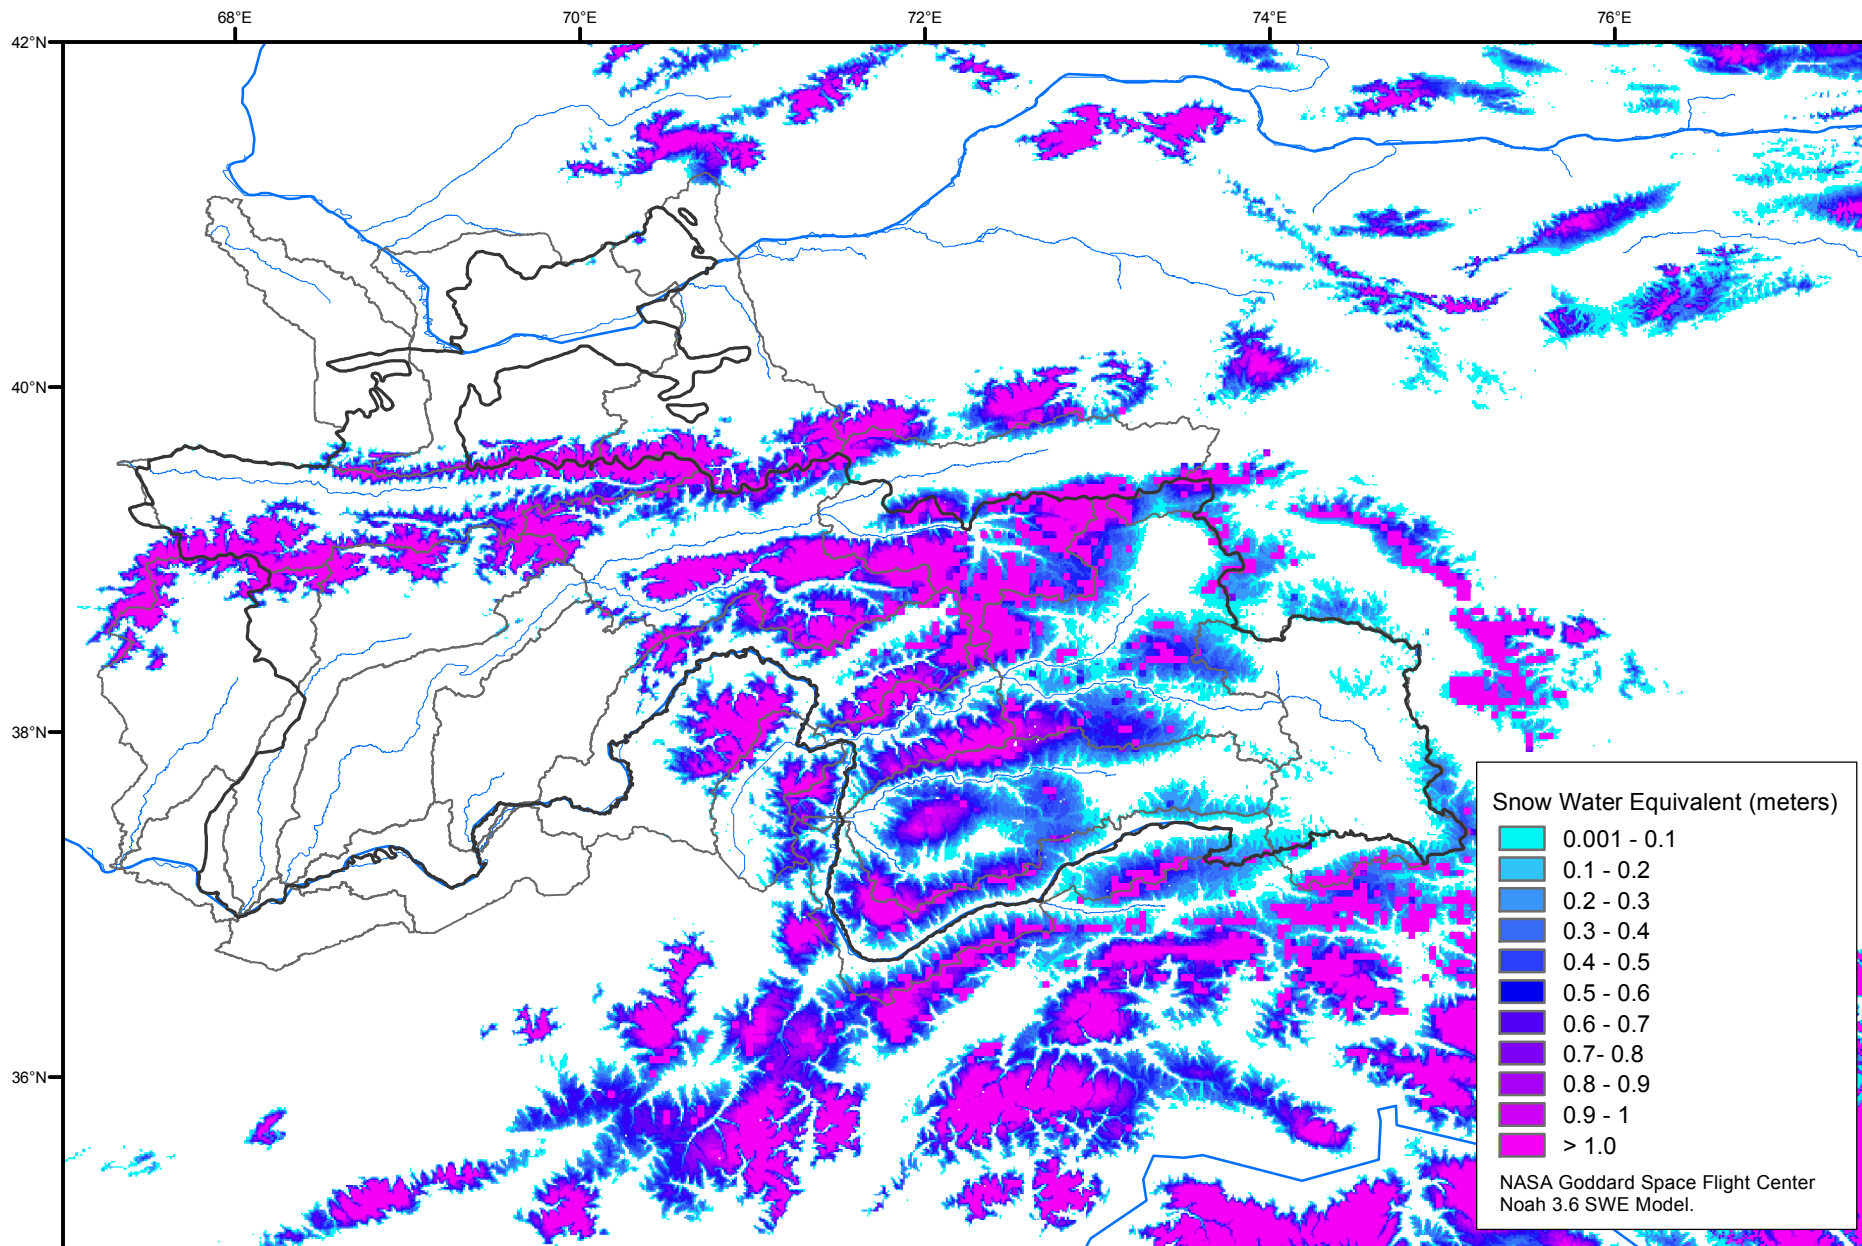 68°E
70°E
72°E
74°E
76°E
42°N
40°N
38°N
36°N
Snow Water Equivalent (meters)
0.001 - 0.1
0.1 - 0.2
0.2 - 0.3
0.3 - 0.4
0.4 - 0.5
0.5 - 0.6
0.6 - 0.7
0.7- 0.8
0.8 - 0.9
0.9 - 1
> 1.0
NASA Goddard Space Flight Center
Noah 3.6 SWE Model.